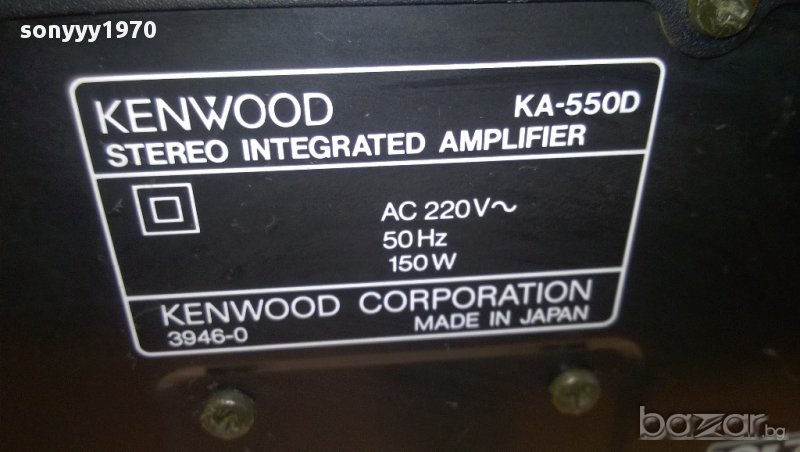 sonyyy1970
KENWOOD KA-550D
STEREO INTEGRATED AMPLIFIER
AC 220V~
50Hz
150W
KENWOOD CORPORATION
3946-0 MADE IN JAPAN
bazar.bg